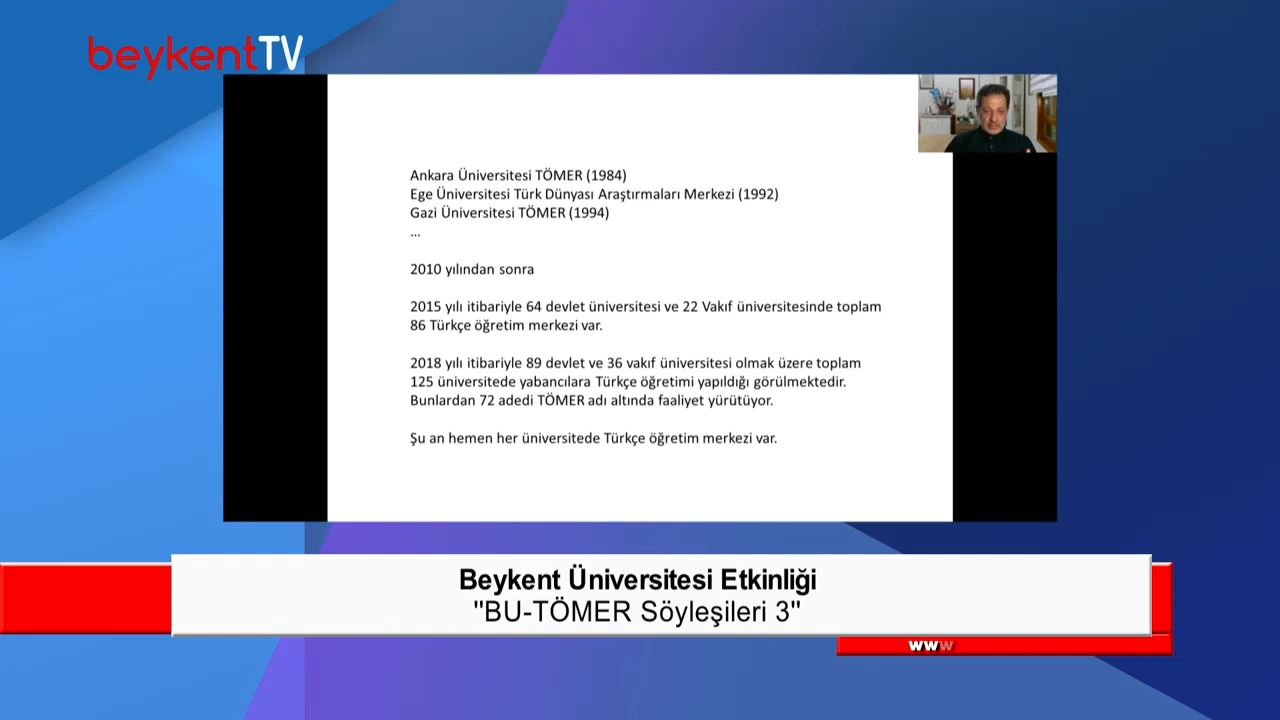 beykentTV
Ankara Üniversitesi TÖMER (1984)
Ege Üniversitesi Türk Dünyası Araştırmaları Merkezi (1992)
Gazi Üniversitesi TÖMER (1994)
...
2010 yılından sonra
2015 yılı itibariyle 64 devlet üniversitesi ve 22 Vakıf üniversitesinde toplam
86 Türkçe öğretim merkezi var.
2018 yılı itibariyle 89 devlet ve 36 vakıf üniversitesi olmak üzere toplam
125 üniversitede yabancılara Türkçe öğretimi yapıldığı görülmektedir.
Bunlardan 72 adedi TÖMER adı altında faaliyet yürütüyor.
Şu an hemen her üniversitede Türkçe öğretim merkezi var.
Beykent Üniversitesi Etkinliği
"BU-TÖMER Söyleşileri 3"
www